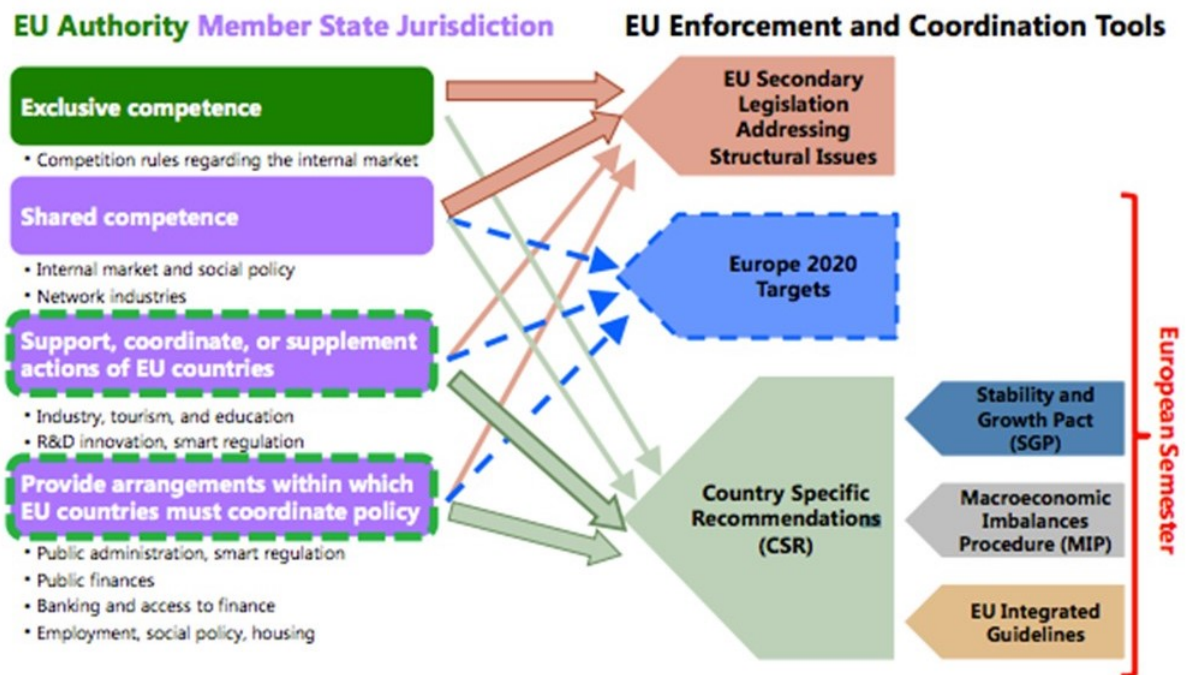 EU Authority Member State Jurisdiction
EU Enforcement and Coordination Tools
Exclusive competence
• Competition rules regarding the internal market
Shared competence
• Internal market and social policy
• Network industries
Support, coordinate, or supplement
actions of EU countries
• Industry, tourism, and education
• R&D innovation, smart regulation
Provide arrangements within which
EU countries must coordinate policy
• Public administration, smart regulation
• Public finances
• Banking and access to finance
• Employment, social policy, housing
EU Secondary
Legislation
Addressing
Structural Issues
Europe 2020
Targets
Country Specific
Recommendations
(CSR)
Stability and
Growth Pact
(SGP)
Macroeconomic
Imbalances
Procedure (MIP)
EU Integrated
Guidelines
European Semester